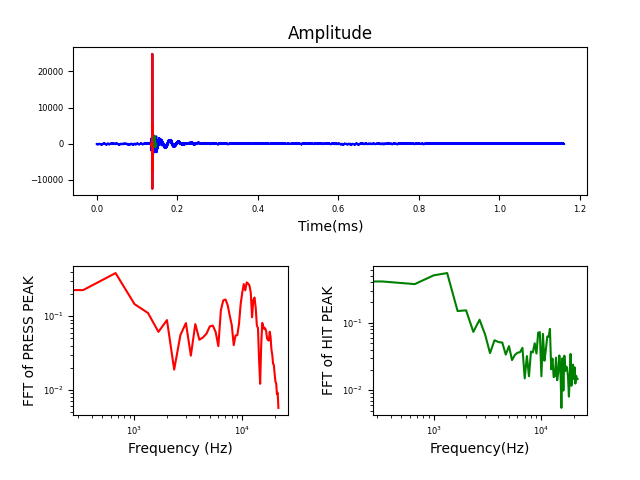 Amplitude
20000
10000
0
−10000
0.0 0.2 0.4 0.6 0.8 1.0 1.2
Time(ms)
FFT of PRESS PEAK
10⁻¹
10⁻²
10³ 10⁴
Frequency (Hz)
FFT of HIT PEAK
10⁻¹
10⁻²
10³ 10⁴
Frequency(Hz)